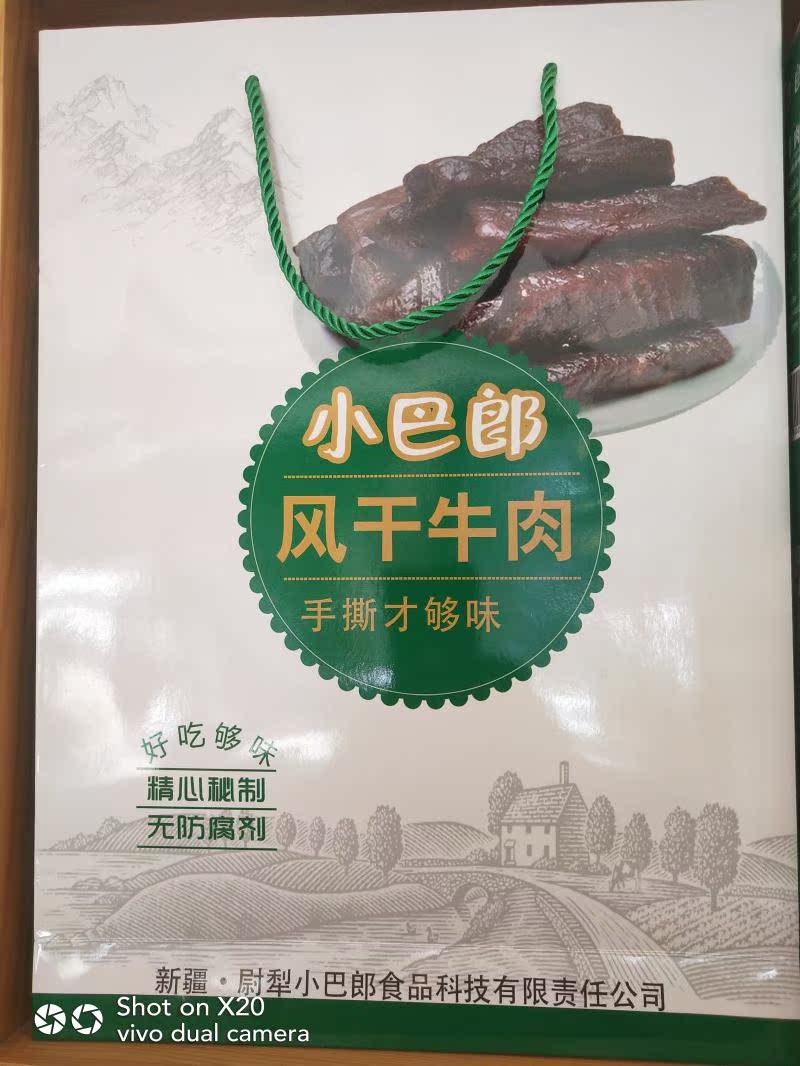 小巴郎
风干牛肉
手撕才够味
好吃够味
精心秘制
无防腐剂
新疆·尉犁小巴郎食品科技有限责任公司
Shot on X20
vivo dual camera